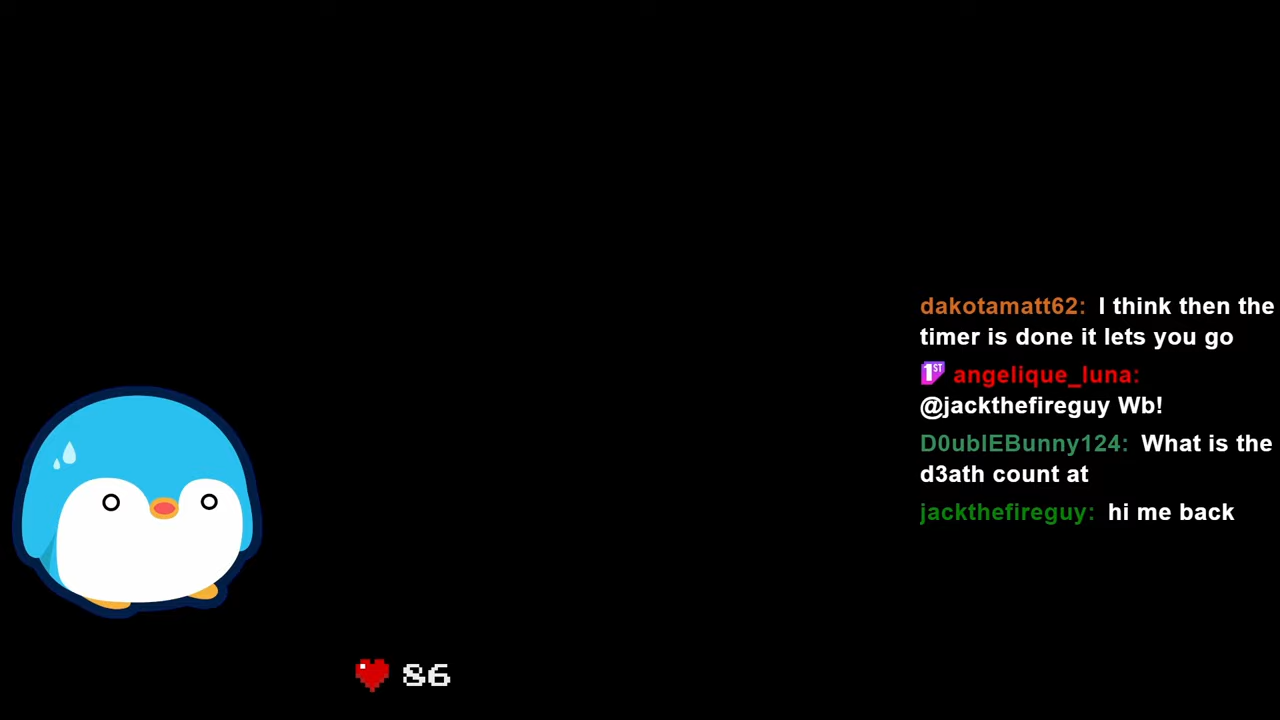 dakotamatt62: I think then the
timer is done it lets you go
1ST angelique_luna:
@jackthefireguy Wb!
D0ublEBunny124: What is the
d3ath count at
jackthefireguy: hi me back
86